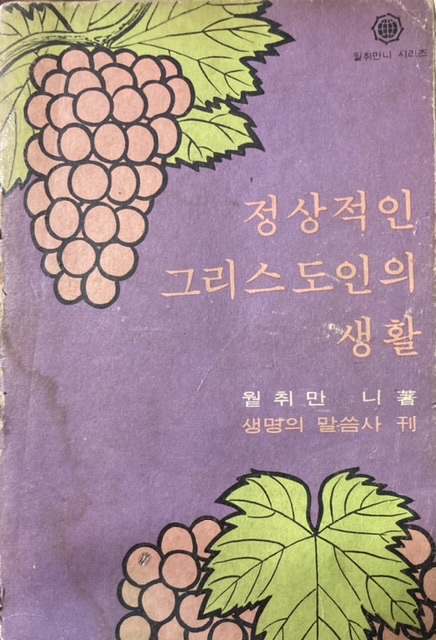 월취만니 시리즈
정상적인
그리스도인의
생활
월취만 니 著
생명의 말씀사 刊